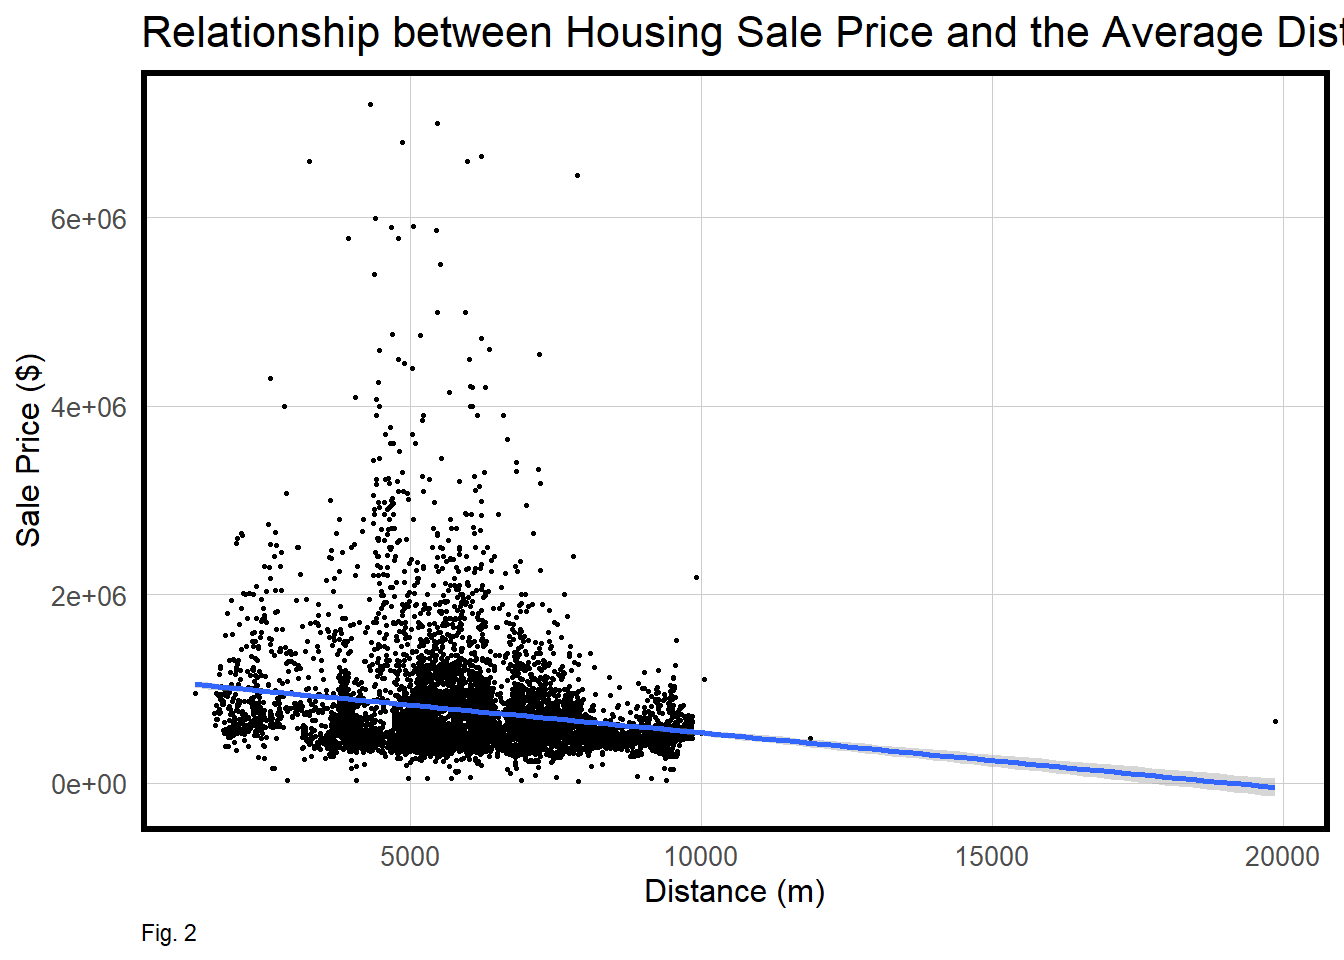 Relationship between Housing Sale Price and the Average Dist
6e+06
4e+06
2e+06
0e+00
Sale Price ($)
5000 10000 15000 20000
Distance (m)
Fig. 2